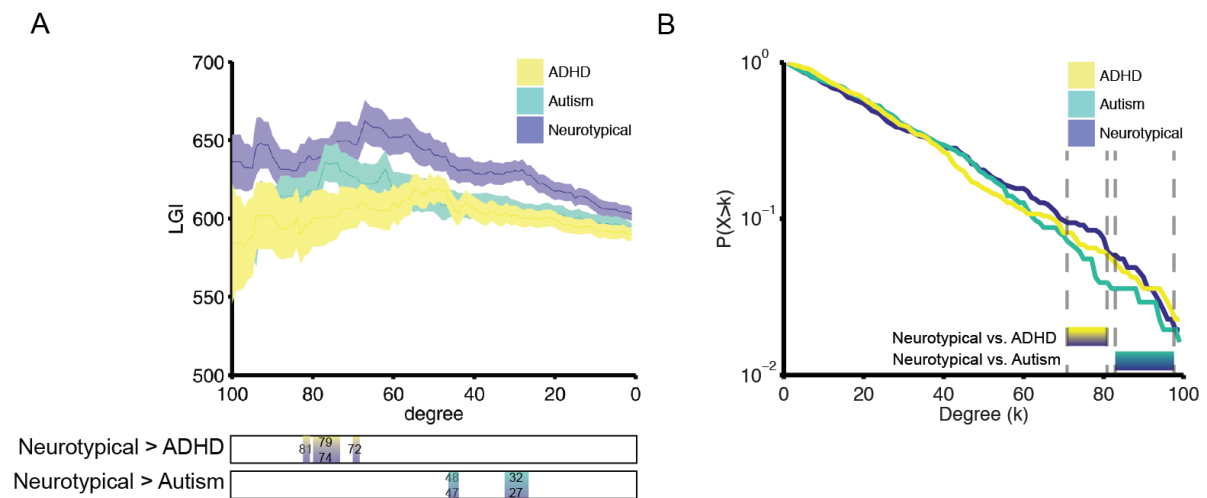 A
B
700
650
600
550
500
LGI
100
80
60
40
20
0
degree
ADHD
Autism
Neurotypical
Neurotypical > ADHD
81
79
74
72
Neurotypical > Autism
48
47
32
27
10^0
10^-1
10^-2
P(X>k)
ADHD
Autism
Neurotypical
Neurotypical vs. ADHD
Neurotypical vs. Autism
0
20
40
60
80
100
Degree (k)